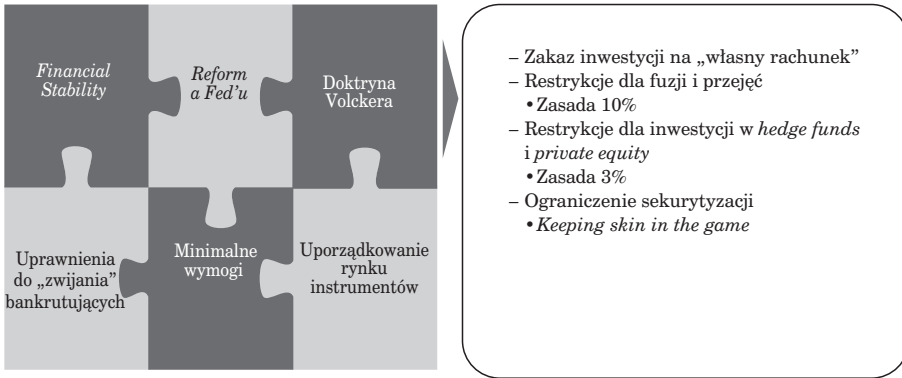 Financial
Stability
Reform
a Fed’u
Doktryna
Volckera
Uprawnienia
do „zwijania”
bankrutujących
Minimalne
wymogi
Uporządkowanie
rynku
instrumentów
– Zakaz inwestycji na „własny rachunek”
– Restrykcje dla fuzji i przejęć
• Zasada 10%
– Restrykcje dla inwestycji w hedge funds
i private equity
• Zasada 3%
– Ograniczenie sekurytyzacji
• Keeping skin in the game